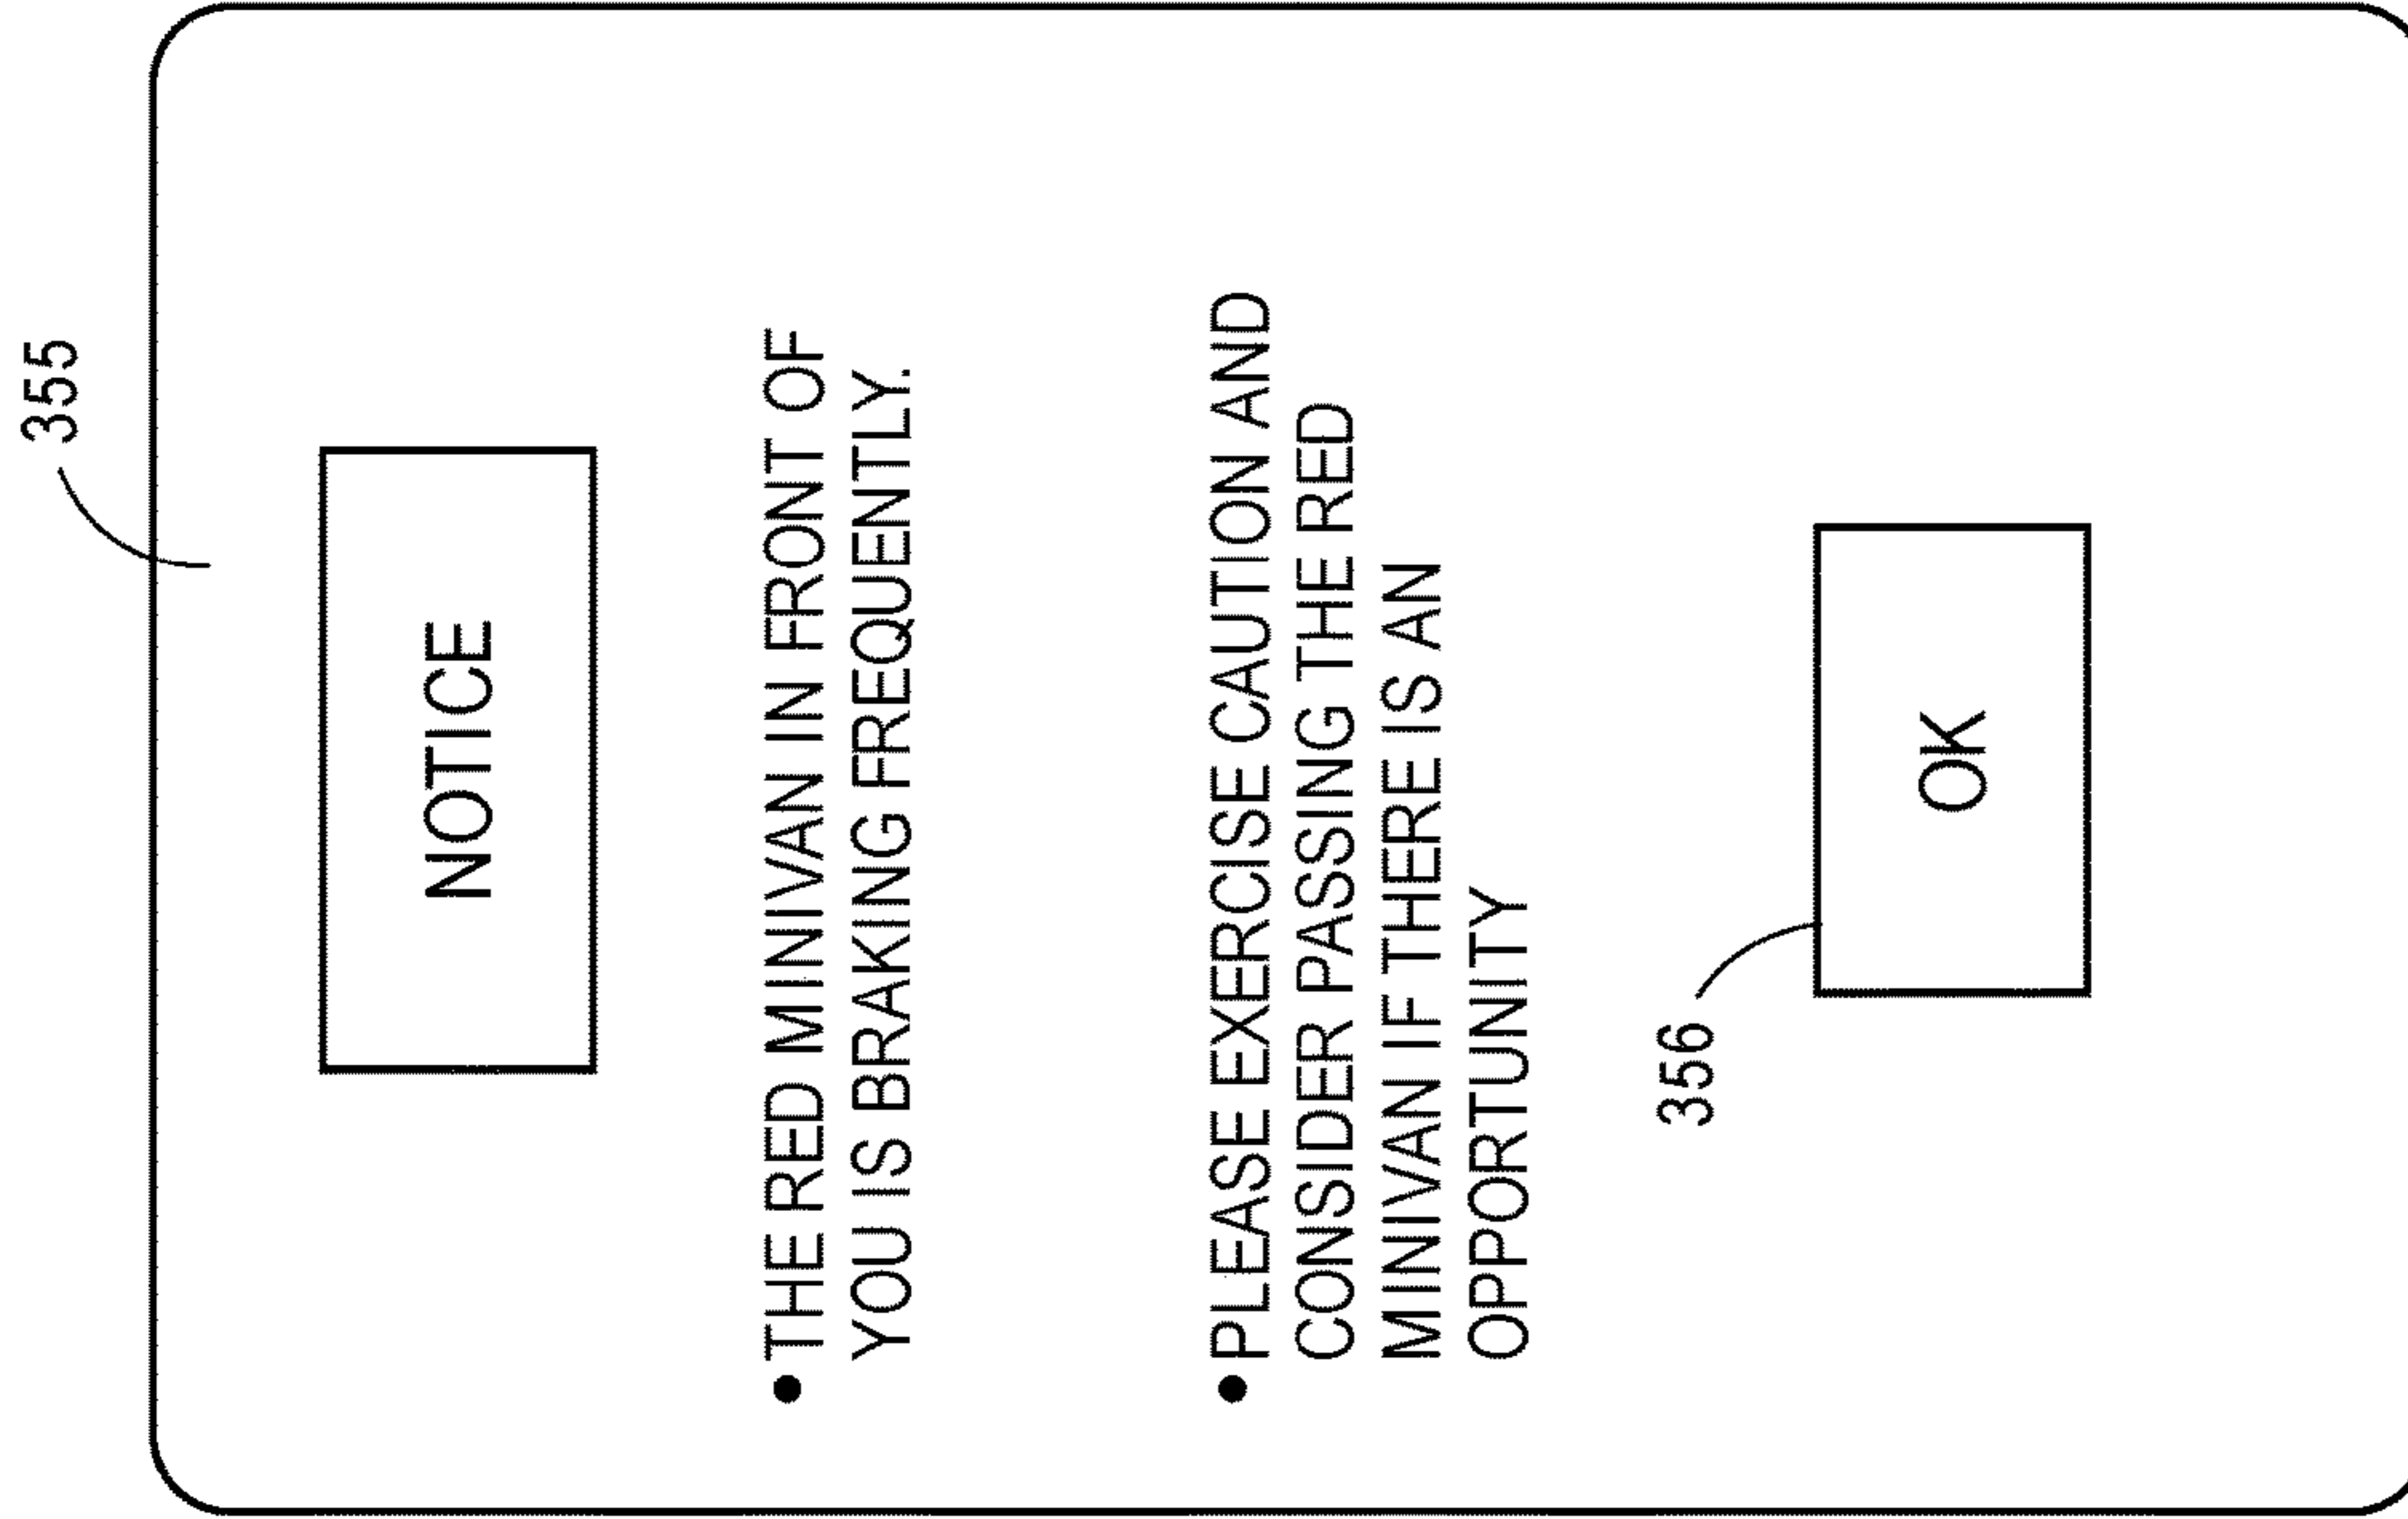 355
NOTICE
• THE RED MINIVAN IN FRONT OF
YOU IS BRAKING FREQUENTLY.
• PLEASE EXERCISE CAUTION AND
CONSIDER PASSING THE RED
MINIVAN IF THERE IS AN
OPPORTUNITY
356
OK